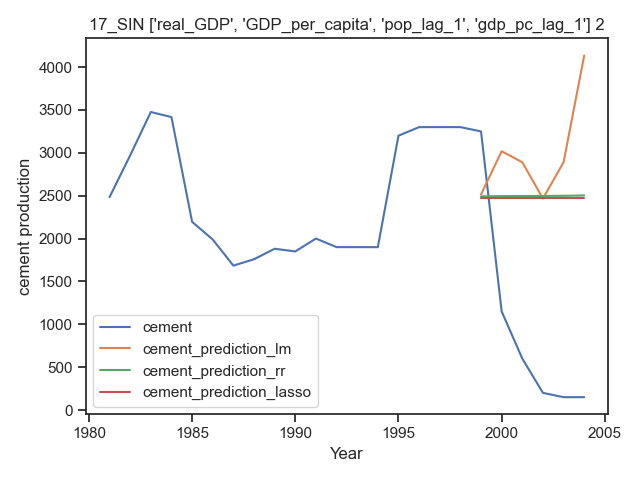 17_SIN ['real_GDP', 'GDP_per_capita', 'pop_lag_1', 'gdp_pc_lag_1'] 2
4000
3500
3000
2500
2000
1500
1000
500
0
cement production
cement
cement_prediction_lm
cement_prediction_rr
cement_prediction_lasso
1980
1985
1990
1995
2000
2005
Year